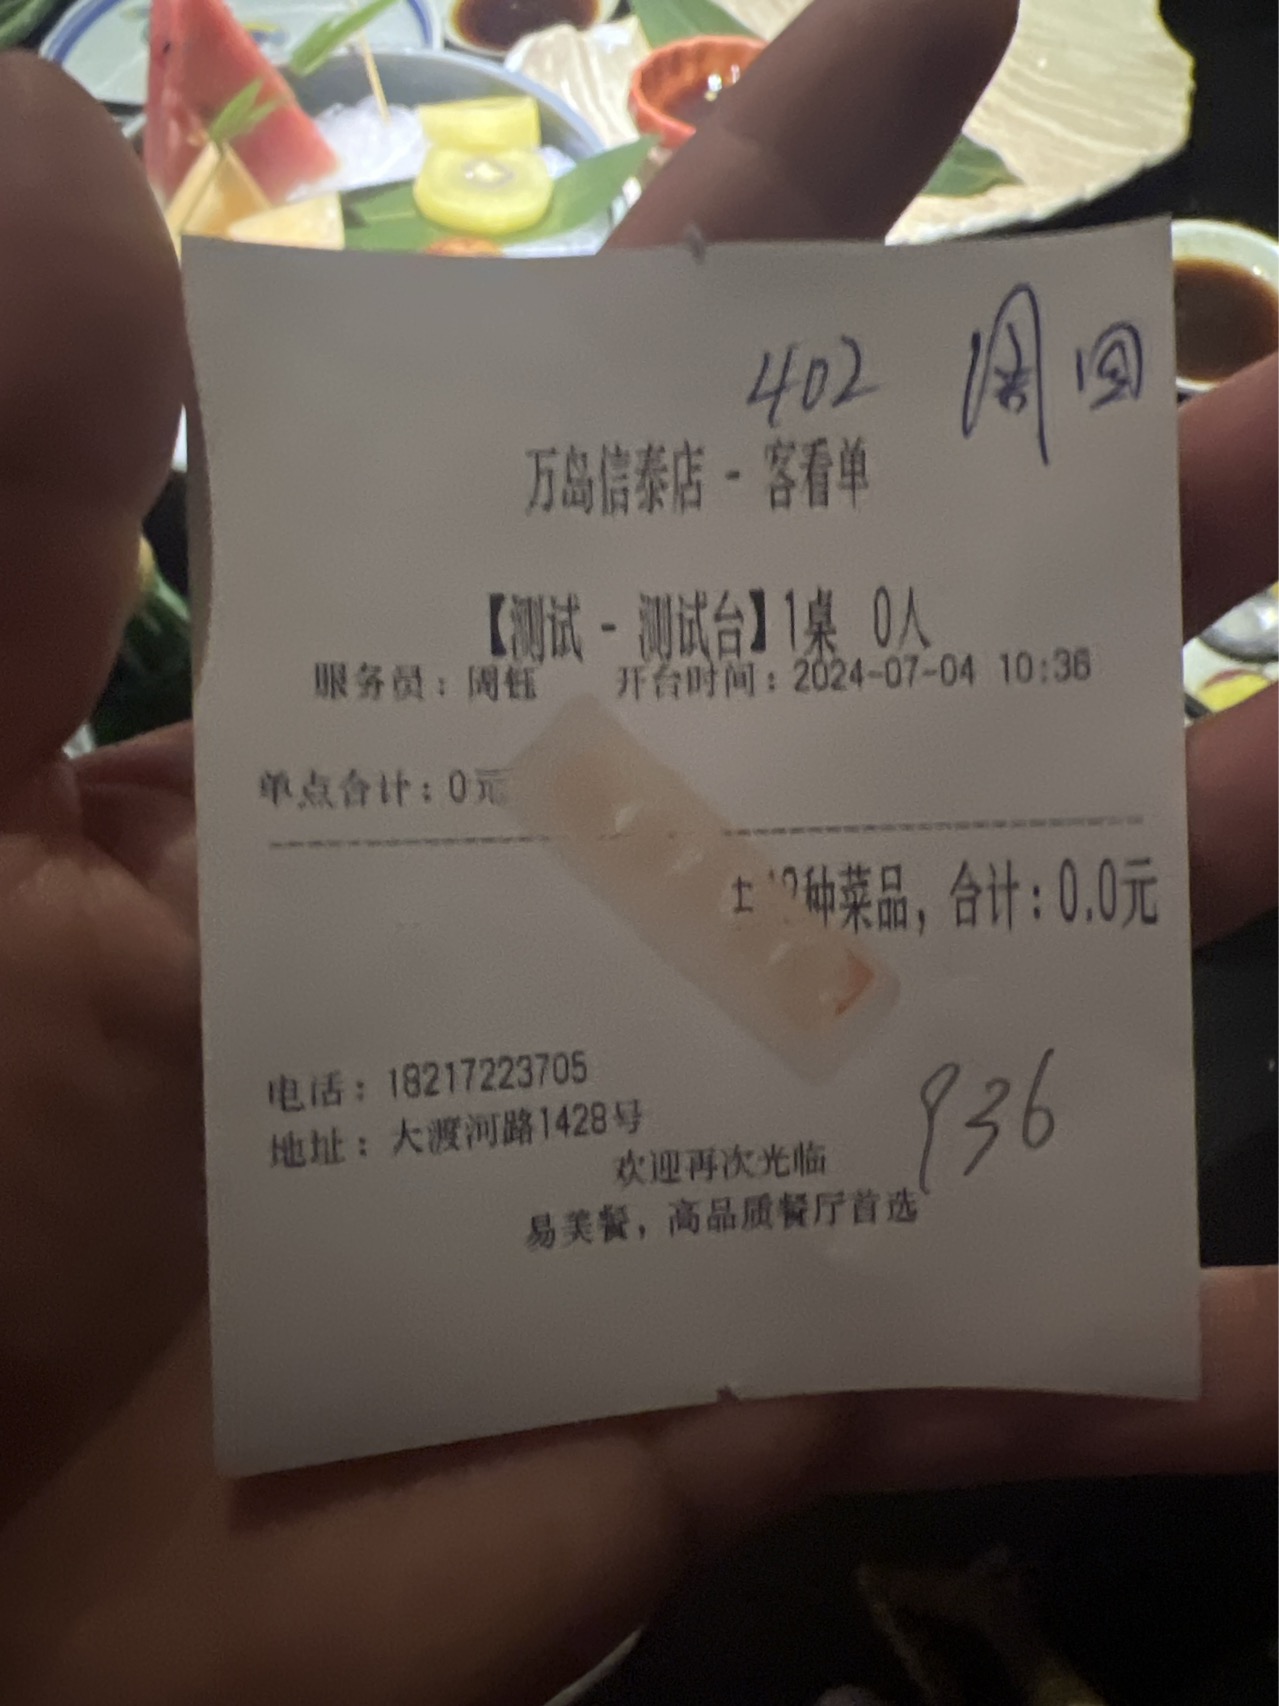 402 周圆
万岛信泰店 - 客看单
【测试 - 测试台】1桌 0人
服务员：周钰 开台时间：2024-07-04 10:36
单点合计：0元
种菜品，合计：0.0元
电话：18217223705
地址：大渡河路1428号
936
欢迎再次光临
易美餐，高品质餐厅首选